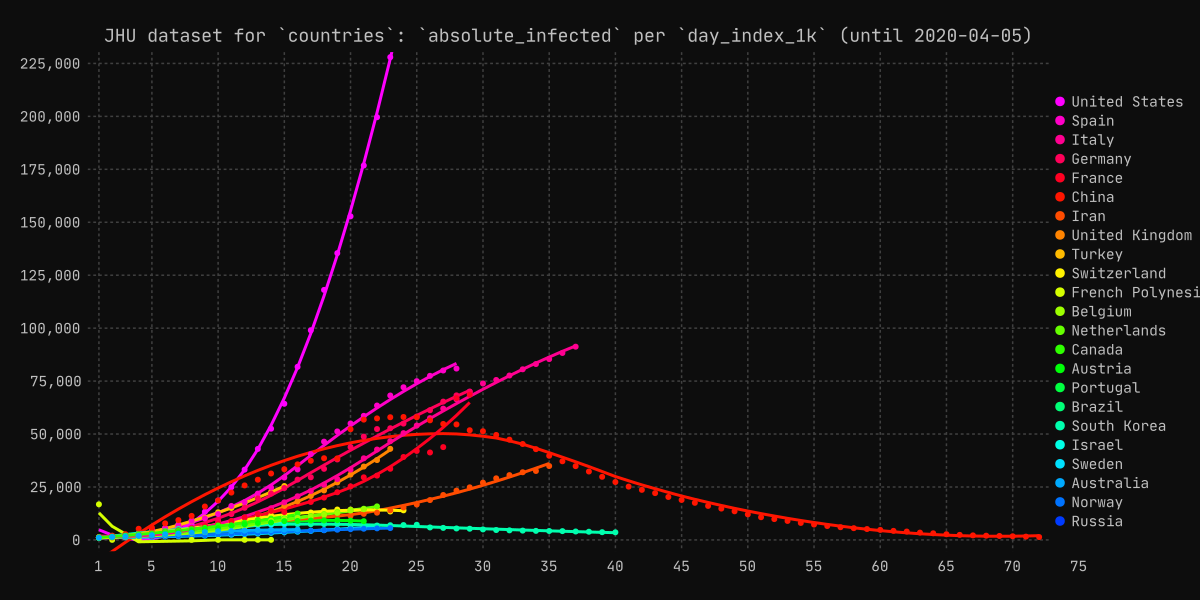 JHU dataset for `countries`: `absolute_infected` per `day_index_1k` (until 2020-04-05)
225,000
200,000
175,000
150,000
125,000
100,000
75,000
50,000
25,000
0
1 5 10 15 20 25 30 35 40 45 50 55 60 65 70 75
United States
Spain
Italy
Germany
France
China
Iran
United Kingdom
Turkey
Switzerland
French Polynesi
Belgium
Netherlands
Canada
Austria
Portugal
Brazil
South Korea
Israel
Sweden
Australia
Norway
Russia